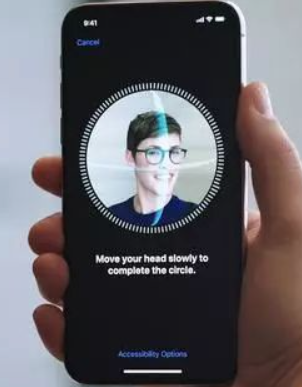 9:41
Cancel
Move your head slowly to
complete the circle.
Accessibility Options